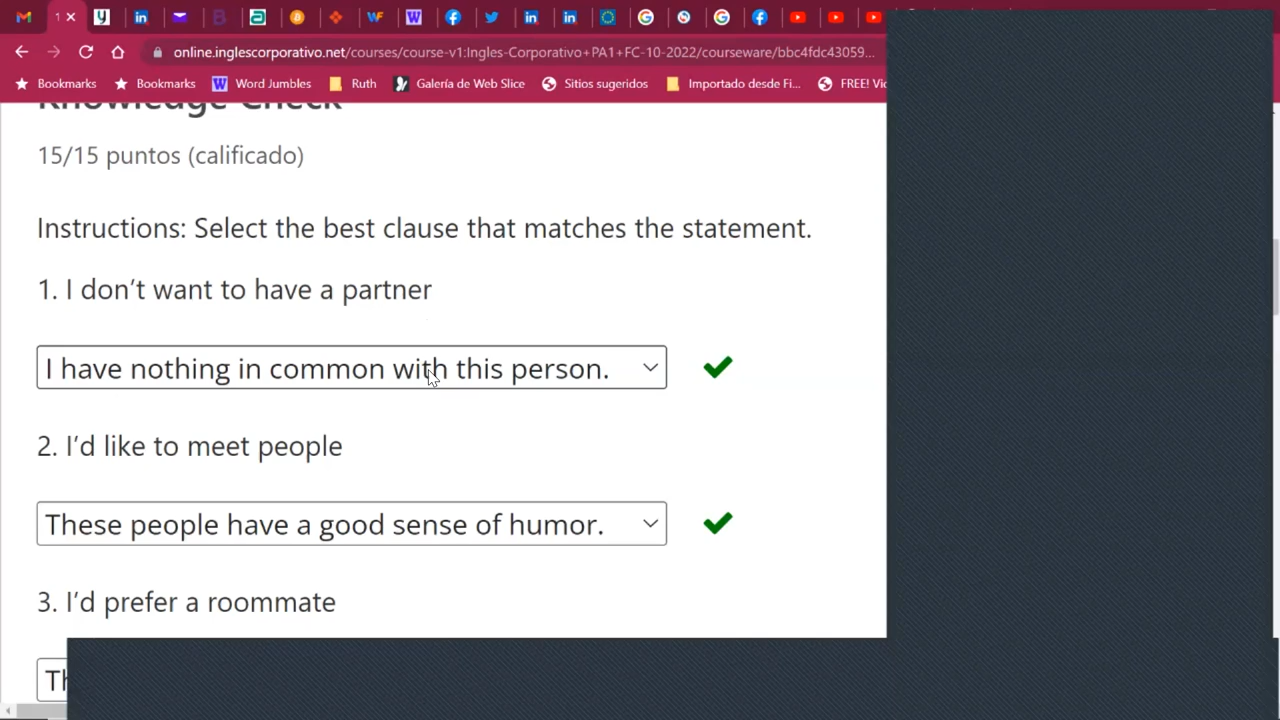 online.inglescorporativo.net/courses/course-v1:Ingles-Corporativo+PA1+FC-10-2022/courseware/bbc4fdc43059...
Bookmarks Bookmarks Word Jumbles Ruth Galería de Web Slice Sitios sugeridos Importado desde Fi... FREE! Vic
Knowledge Check
15/15 puntos (calificado)
Instructions: Select the best clause that matches the statement.
1. I don't want to have a partner
I have nothing in common with this person.
2. I'd like to meet people
These people have a good sense of humor.
3. I'd prefer a roommate